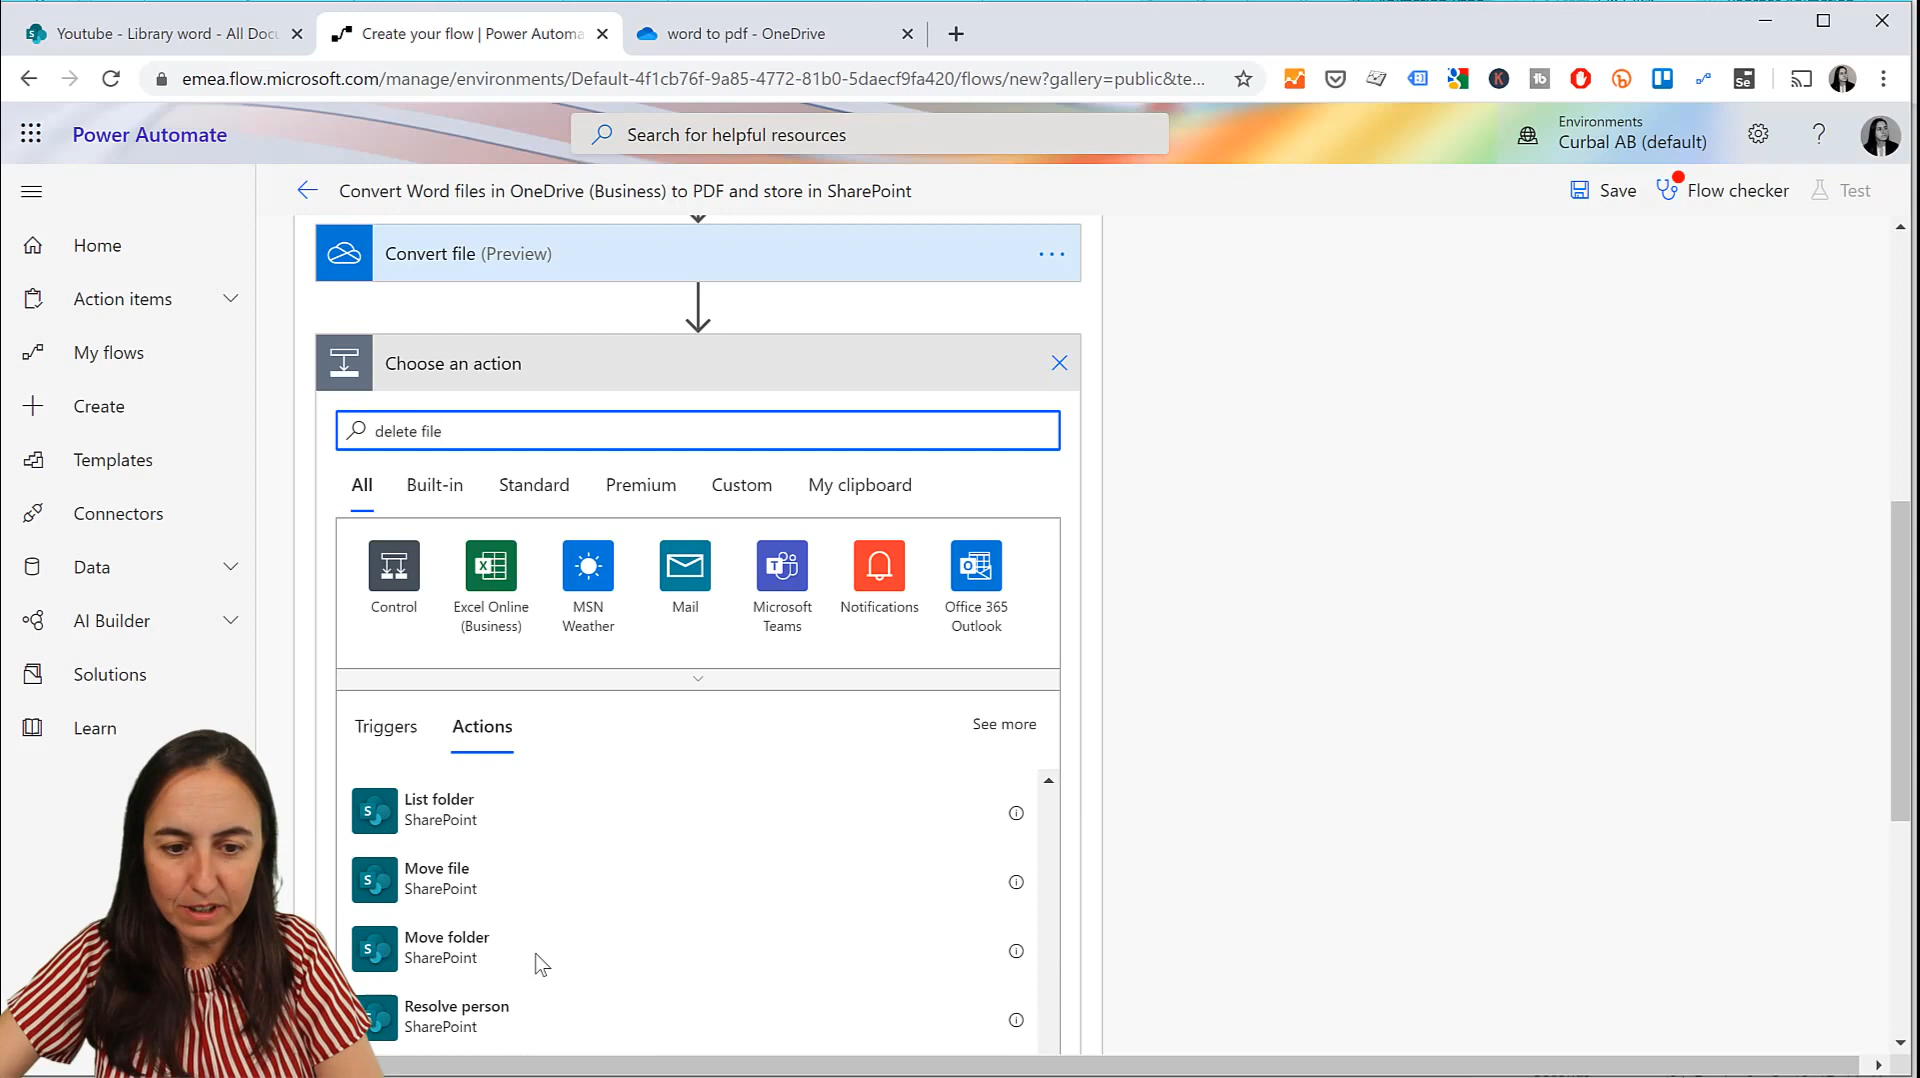 Youtube - Library word - All Docu
Create your flow | Power Automa
word to pdf - OneDrive
emea.flow.microsoft.com/manage/environments/Default-4f1cb76f-9a85-4772-81b0-5daecf9fa420/flows/new?gallery=public&te...
Power Automate
Search for helpful resources
Environments
Curbal AB (default)
Convert Word files in OneDrive (Business) to PDF and store in SharePoint
Save
Flow checker
Test
Home
Action items
My flows
Create
Templates
Connectors
Data
AI Builder
Solutions
Learn
Convert file (Preview)
Choose an action
delete file
All
Built-in
Standard
Premium
Custom
My clipboard
Control
Excel Online
(Business)
MSN
Weather
Mail
Microsoft
Teams
Notifications
Office 365
Outlook
Triggers
Actions
See more
List folder
SharePoint
Move file
SharePoint
Move folder
SharePoint
Resolve person
SharePoint